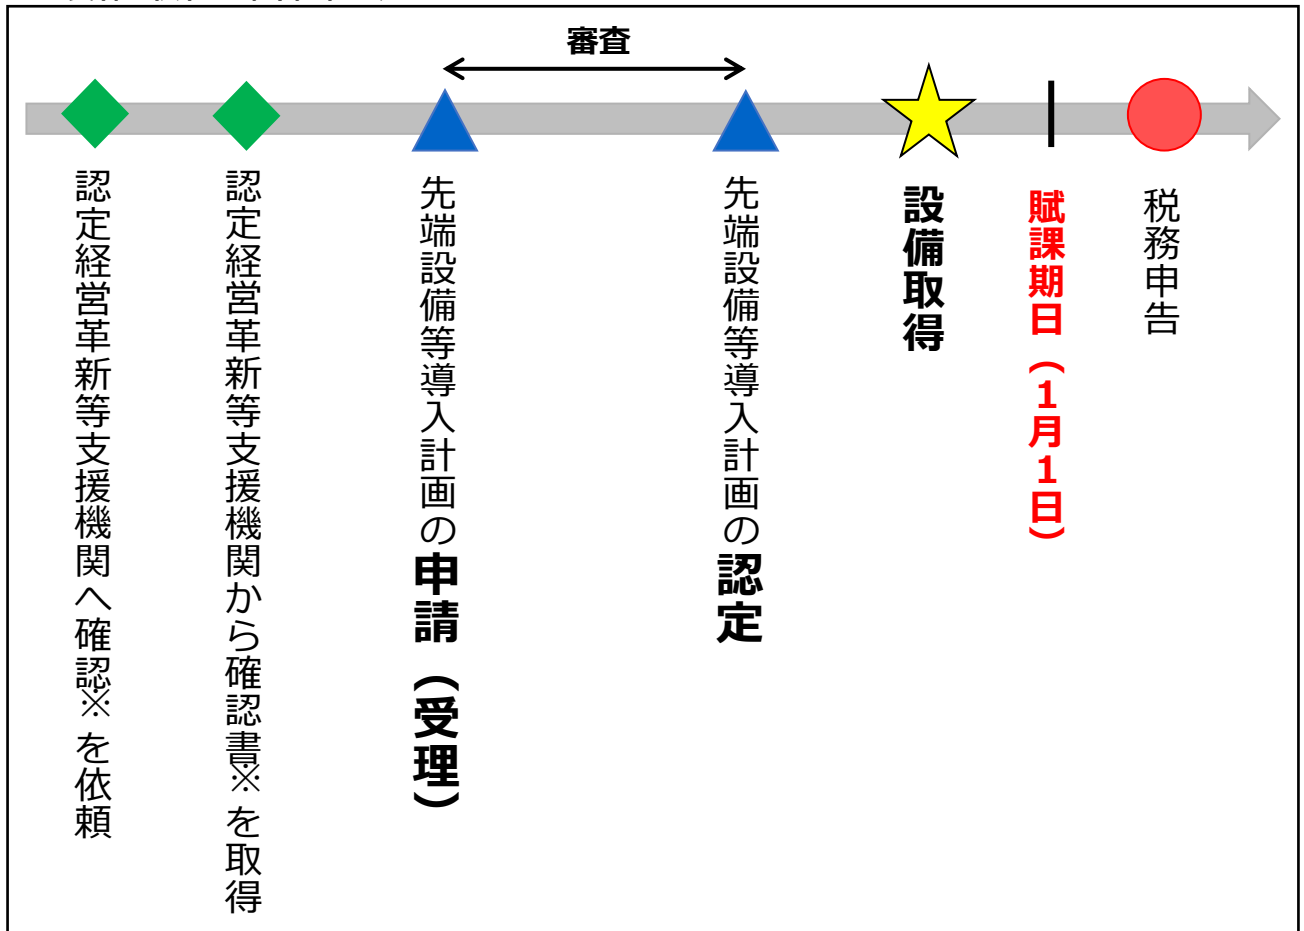 審査
認定経営革新等支援機関へ確認※を依頼
認定経営革新等支援機関から確認書※を取得
先端設備等導入計画の申請（受理）
先端設備等導入計画の認定
設備取得
賦課期日（１月１日）
税務申告